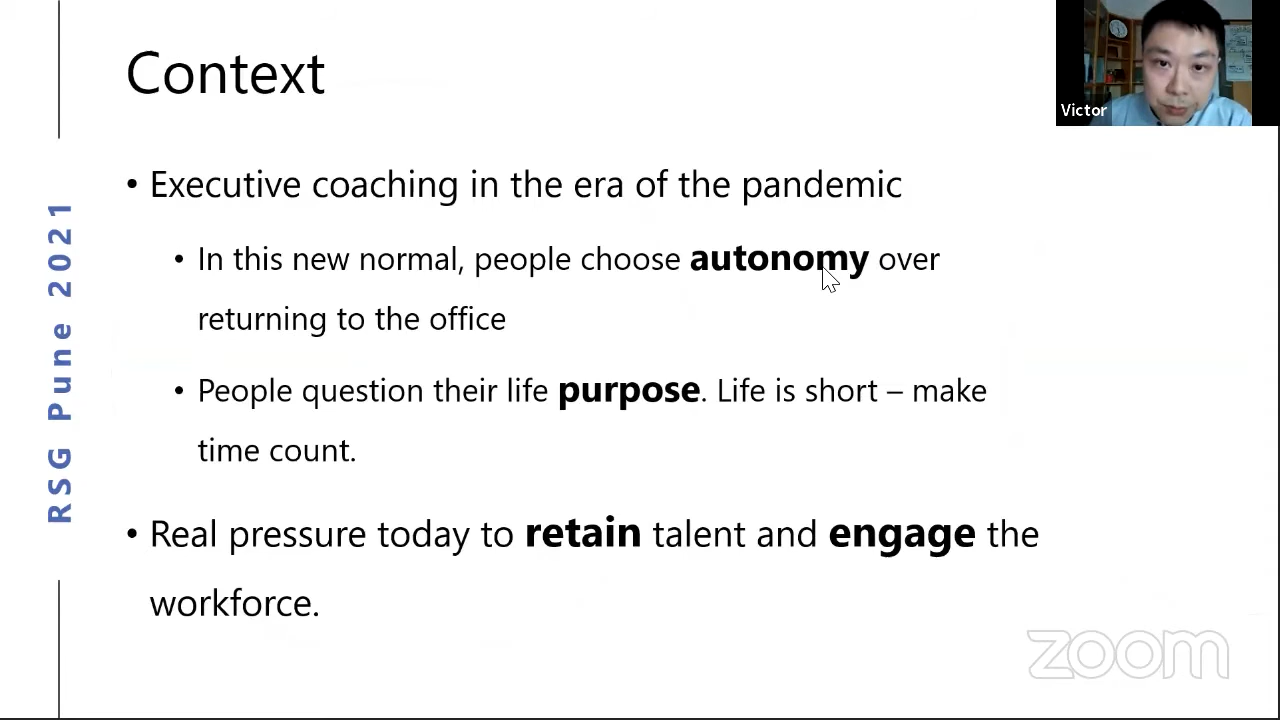 Context
Victor
• Executive coaching in the era of the pandemic
• In this new normal, people choose autonomy over
returning to the office
• People question their life purpose. Life is short – make
time count.
• Real pressure today to retain talent and engage the
workforce.
RSG Pune 2021
zoom